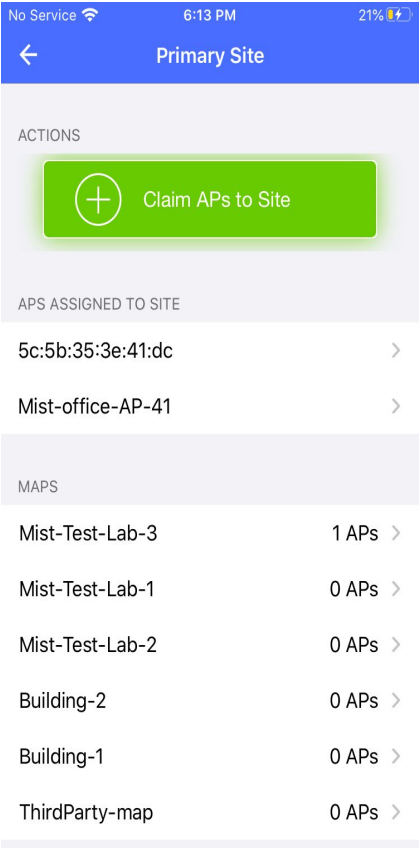 No Service 6:13 PM 21%
Primary Site
ACTIONS
Claim APs to Site
APS ASSIGNED TO SITE
5c:5b:35:3e:41:dc
Mist-office-AP-41
MAPS
Mist-Test-Lab-3 1 APs
Mist-Test-Lab-1 0 APs
Mist-Test-Lab-2 0 APs
Building-2 0 APs
Building-1 0 APs
ThirdParty-map 0 APs